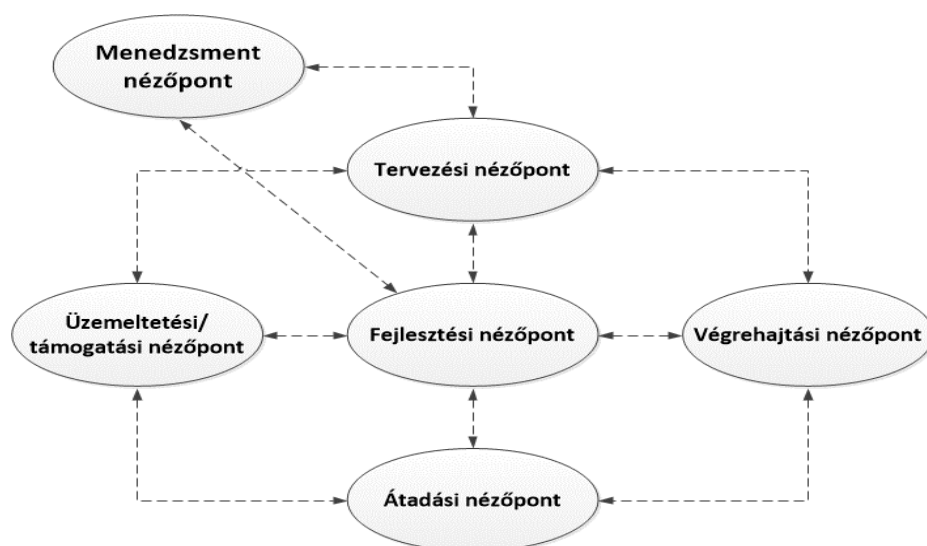 Menedzsment
nézőpont
Tervezési nézőpont
Üzemeltetési/
támogatási nézőpont
Fejlesztési nézőpont
Végrehajtási nézőpont
Átadási nézőpont